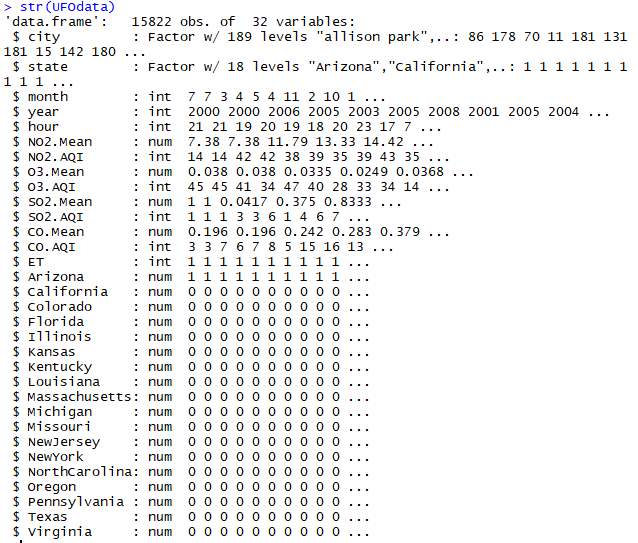 > str(UFOdata)
'data.frame':   15822 obs. of  32 variables:
 $ city         : Factor w/ 189 levels "allison park",..: 86 178 70 11 181 131
181 15 142 180 ...
 $ state        : Factor w/ 18 levels "Arizona","California",..: 1 1 1 1 1 1 1
1 1 1 ...
 $ month        : int  7 7 3 4 5 4 11 2 10 1 ...
 $ year         : int  2000 2000 2006 2005 2003 2005 2008 2001 2005 2004 ...
 $ hour         : int  21 21 19 20 19 18 20 23 17 7 ...
 $ NO2.Mean     : num  7.38 7.38 11.79 13.33 14.42 ...
 $ NO2.AQI      : int  14 14 42 42 38 39 35 39 43 35 ...
 $ O3.Mean      : num  0.038 0.038 0.0335 0.0249 0.0368 ...
 $ O3.AQI       : int  45 45 41 34 47 40 28 33 34 14 ...
 $ SO2.Mean     : num  1 1 0.0417 0.375 0.8333 ...
 $ SO2.AQI      : int  1 1 1 3 3 6 1 4 6 7 ...
 $ CO.Mean      : num  0.196 0.196 0.242 0.283 0.379 ...
 $ CO.AQI       : int  3 3 7 6 7 8 5 15 16 13 ...
 $ ET           : int  1 1 1 1 1 1 1 1 1 1 ...
 $ Arizona      : num  1 1 1 1 1 1 1 1 1 1 ...
 $ California   : num  0 0 0 0 0 0 0 0 0 0 ...
 $ Colorado     : num  0 0 0 0 0 0 0 0 0 0 ...
 $ Florida      : num  0 0 0 0 0 0 0 0 0 0 ...
 $ Illinois     : num  0 0 0 0 0 0 0 0 0 0 ...
 $ Kansas       : num  0 0 0 0 0 0 0 0 0 0 ...
 $ Kentucky     : num  0 0 0 0 0 0 0 0 0 0 ...
 $ Louisiana    : num  0 0 0 0 0 0 0 0 0 0 ...
 $ Massachusetts: num  0 0 0 0 0 0 0 0 0 0 ...
 $ Michigan     : num  0 0 0 0 0 0 0 0 0 0 ...
 $ Missouri     : num  0 0 0 0 0 0 0 0 0 0 ...
 $ NewJersey    : num  0 0 0 0 0 0 0 0 0 0 ...
 $ NewYork      : num  0 0 0 0 0 0 0 0 0 0 ...
 $ NorthCarolina: num  0 0 0 0 0 0 0 0 0 0 ...
 $ Oregon       : num  0 0 0 0 0 0 0 0 0 0 ...
 $ Pennsylvania : num  0 0 0 0 0 0 0 0 0 0 ...
 $ Texas        : num  0 0 0 0 0 0 0 0 0 0 ...
 $ Virginia     : num  0 0 0 0 0 0 0 0 0 0 ...